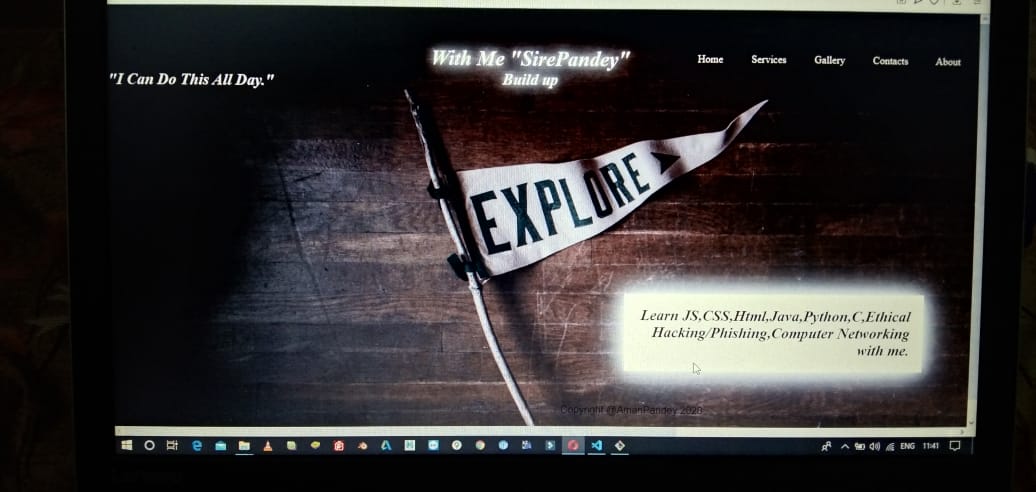 With Me "SirePandey"
Build up
Home Services Gallery Contacts About
"I Can Do This All Day."
EXPLORE
Learn JS,CSS,Html,Java,Python,C,Ethical
Hacking/Phishing,Computer Networking
with me.
Copyright @AmanPandey 2020
ENG 11:41